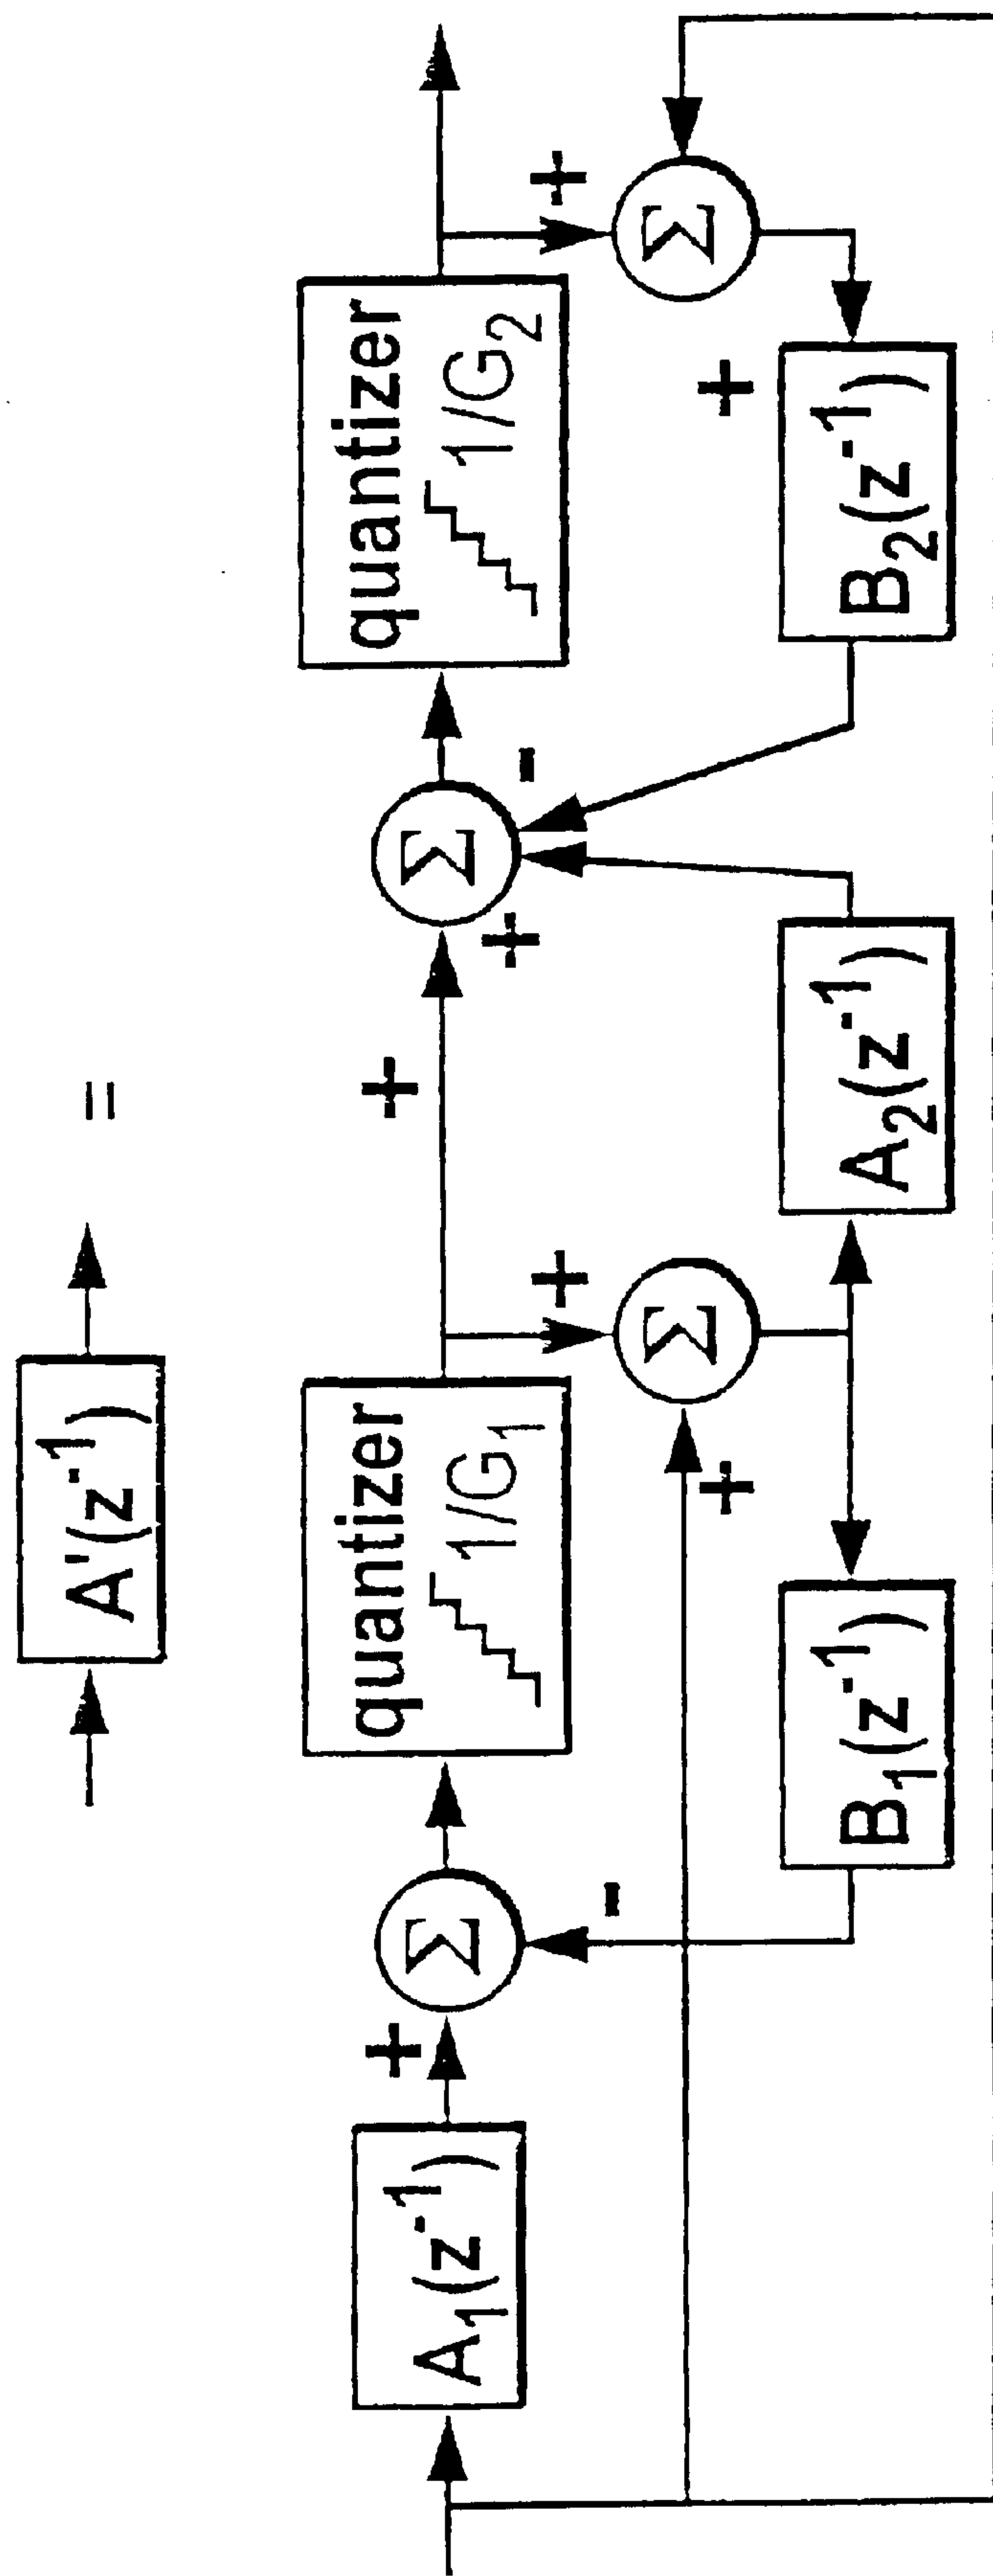 A'(z⁻¹)
=
A₁(z⁻¹)
+
Σ
-
quantizer
1/G₁
+
Σ
+
B₁(z⁻¹)
+
+
Σ
-
A₂(z⁻¹)
quantizer
1/G₂
+
Σ
+
B₂(z⁻¹)